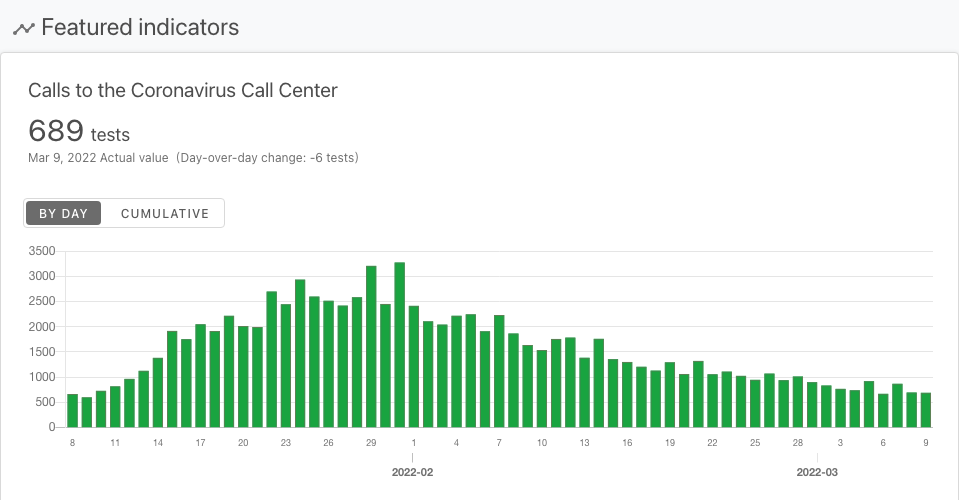 Featured indicators
Calls to the Coronavirus Call Center
689 tests
Mar 9, 2022 Actual value (Day-over-day change: -6 tests)
BY DAY CUMULATIVE
3500
3000
2500
2000
1500
1000
500
0
8 11 14 17 20 23 26 29 1 4 7 10 13 16 19 22 25 28 3 6 9
2022-02 2022-03